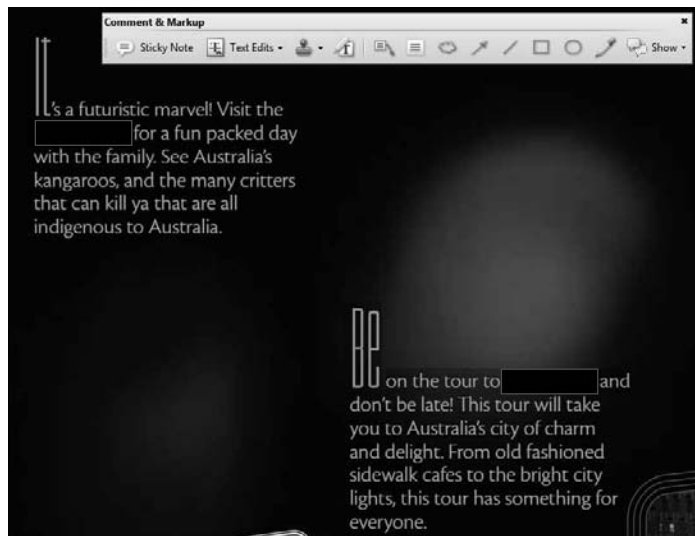 Comment & Markup
Sticky Note Text Edits Show
It's a futuristic marvel! Visit the
for a fun packed day
with the family. See Australia's
kangaroos, and the many critters
that can kill ya that are all
indigenous to Australia.
Be on the tour to and
don't be late! This tour will take
you to Australia's city of charm
and delight. From old fashioned
sidewalk cafes to the bright city
lights, this tour has something for
everyone.